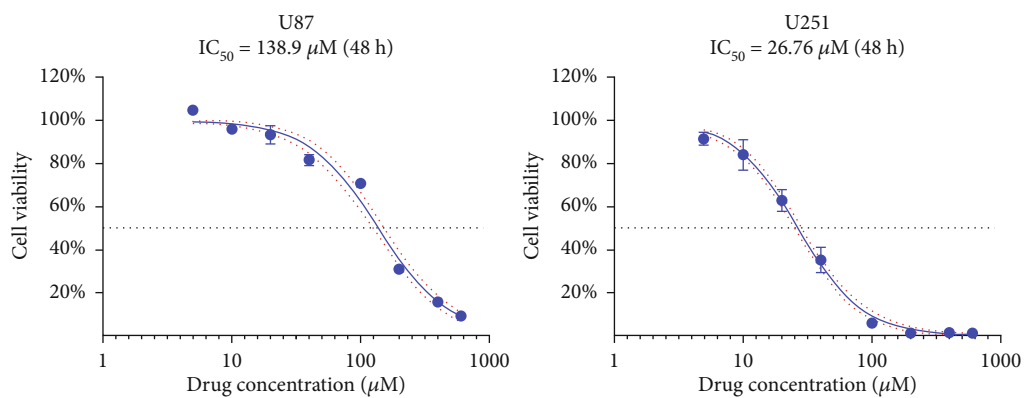 U87
IC50 = 138.9 μM (48 h)
120%
100%
80%
60%
40%
20%
Cell viability
1
10
100
1000
Drug concentration (μM)
U251
IC50 = 26.76 μM (48 h)
120%
100%
80%
60%
40%
20%
Cell viability
1
10
100
1000
Drug concentration (μM)